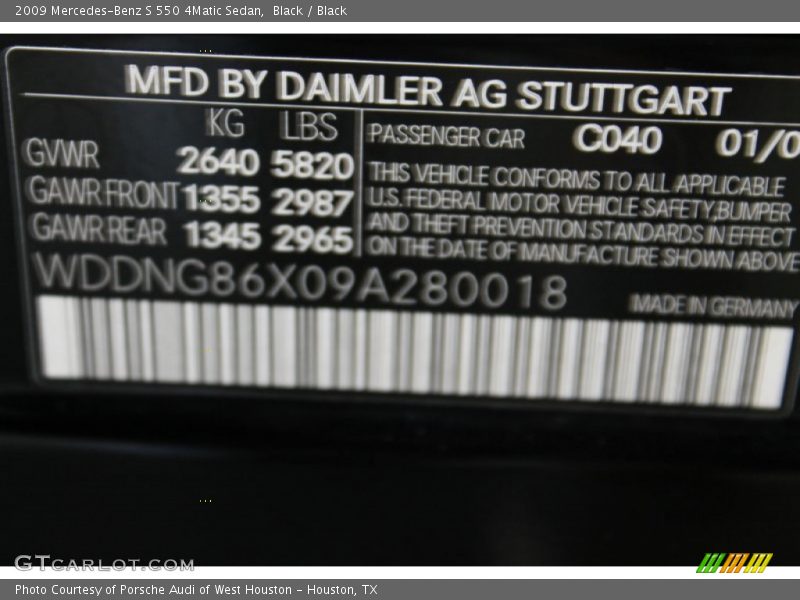 2009 Mercedes-Benz S 550 4Matic Sedan, Black / Black
MFD BY DAIMLER AG STUTTGART
KG LBS
GVWR 2640 5820
GAWR FRONT 1355 2987
GAWR REAR 1345 2965
PASSENGER CAR C040 01/0
THIS VEHICLE CONFORMS TO ALL APPLICABLE
U.S. FEDERAL MOTOR VEHICLE SAFETY,BUMPER
AND THEFT PREVENTION STANDARDS IN EFFECT
ON THE DATE OF MANUFACTURE SHOWN ABOVE
WDDNG86X09A280018
MADE IN GERMANY
GTcarlot.com
Photo Courtesy of Porsche Audi of West Houston - Houston, TX